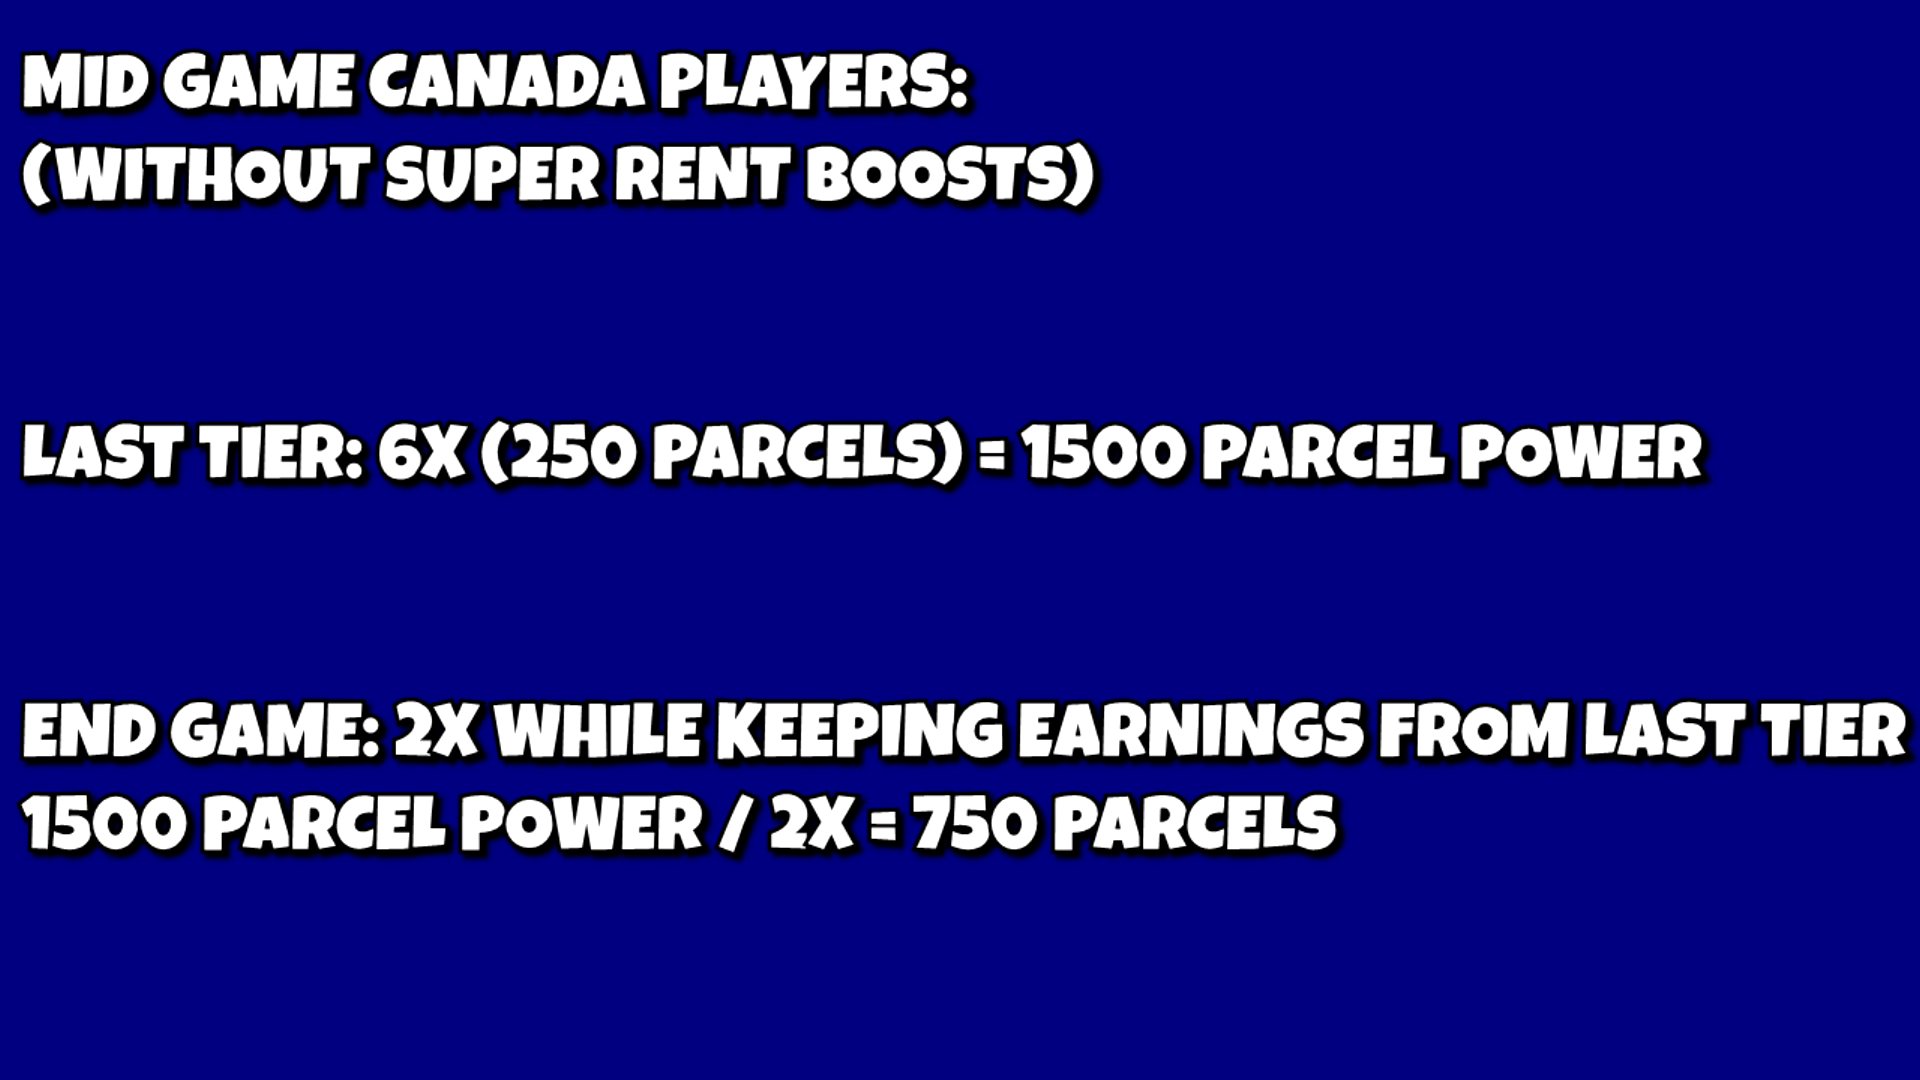 MID GAME CANADA PLAYERS:
(WITHOUT SUPER RENT BOOSTS)
LAST TIER: 6X (250 PARCELS) = 1500 PARCEL POWER
END GAME: 2X WHILE KEEPING EARNINGS FROM LAST TIER
1500 PARCEL POWER / 2X = 750 PARCELS